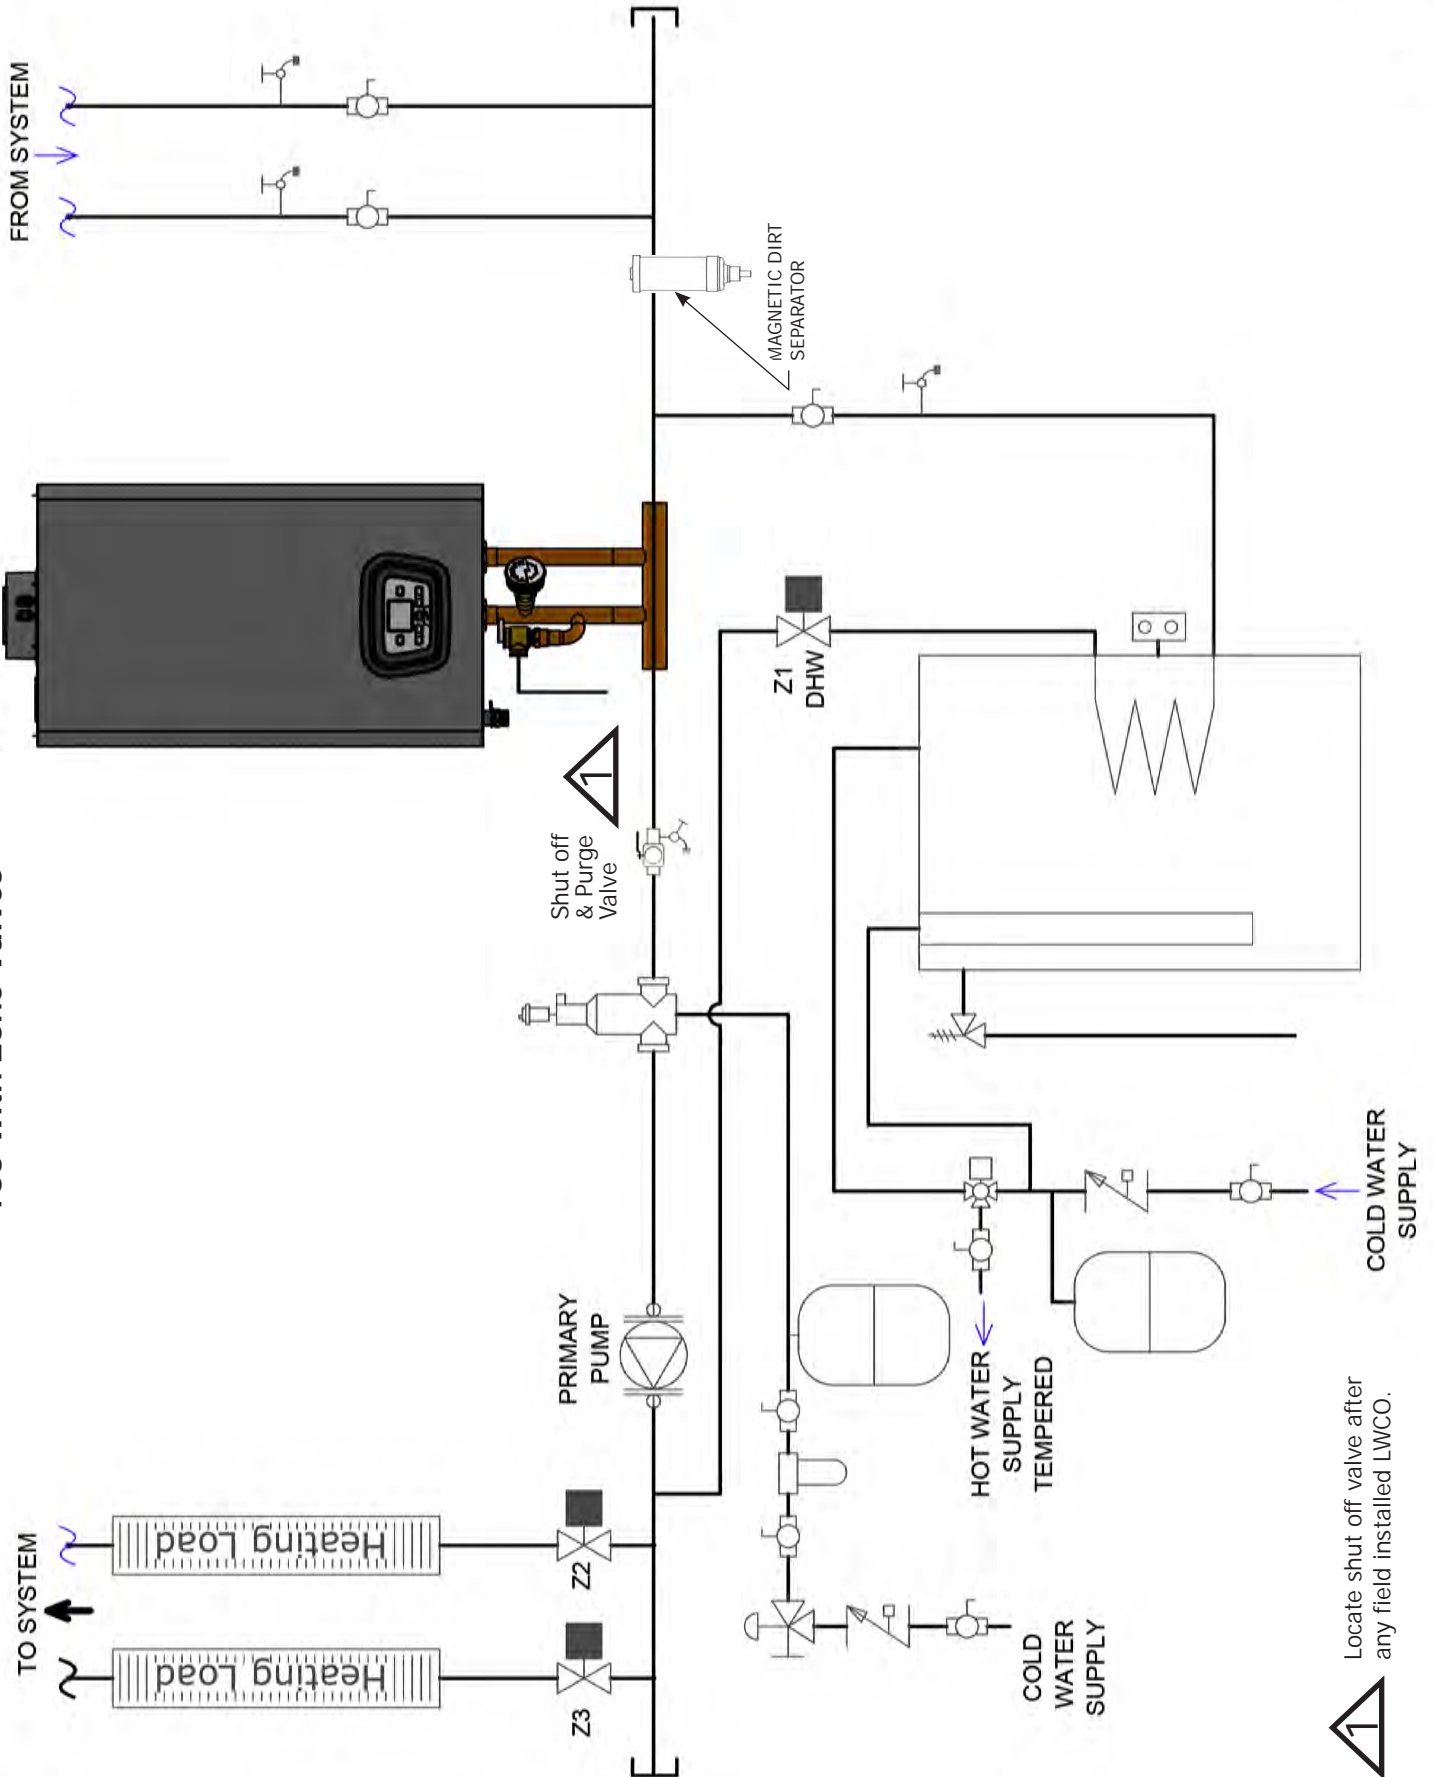 TO SYSTEM
FROM SYSTEM
Heating Load
Heating Load
Z3
Z2
PRIMARY
PUMP
Shut off
& Purge
Valve
1
MAGNETIC DIRT
SEPARATOR
Z1
DHW
COLD
WATER
SUPPLY
HOT WATER
SUPPLY
TEMPERED
COLD WATER
SUPPLY
1
Locate shut off valve after
any field installed LWCO.